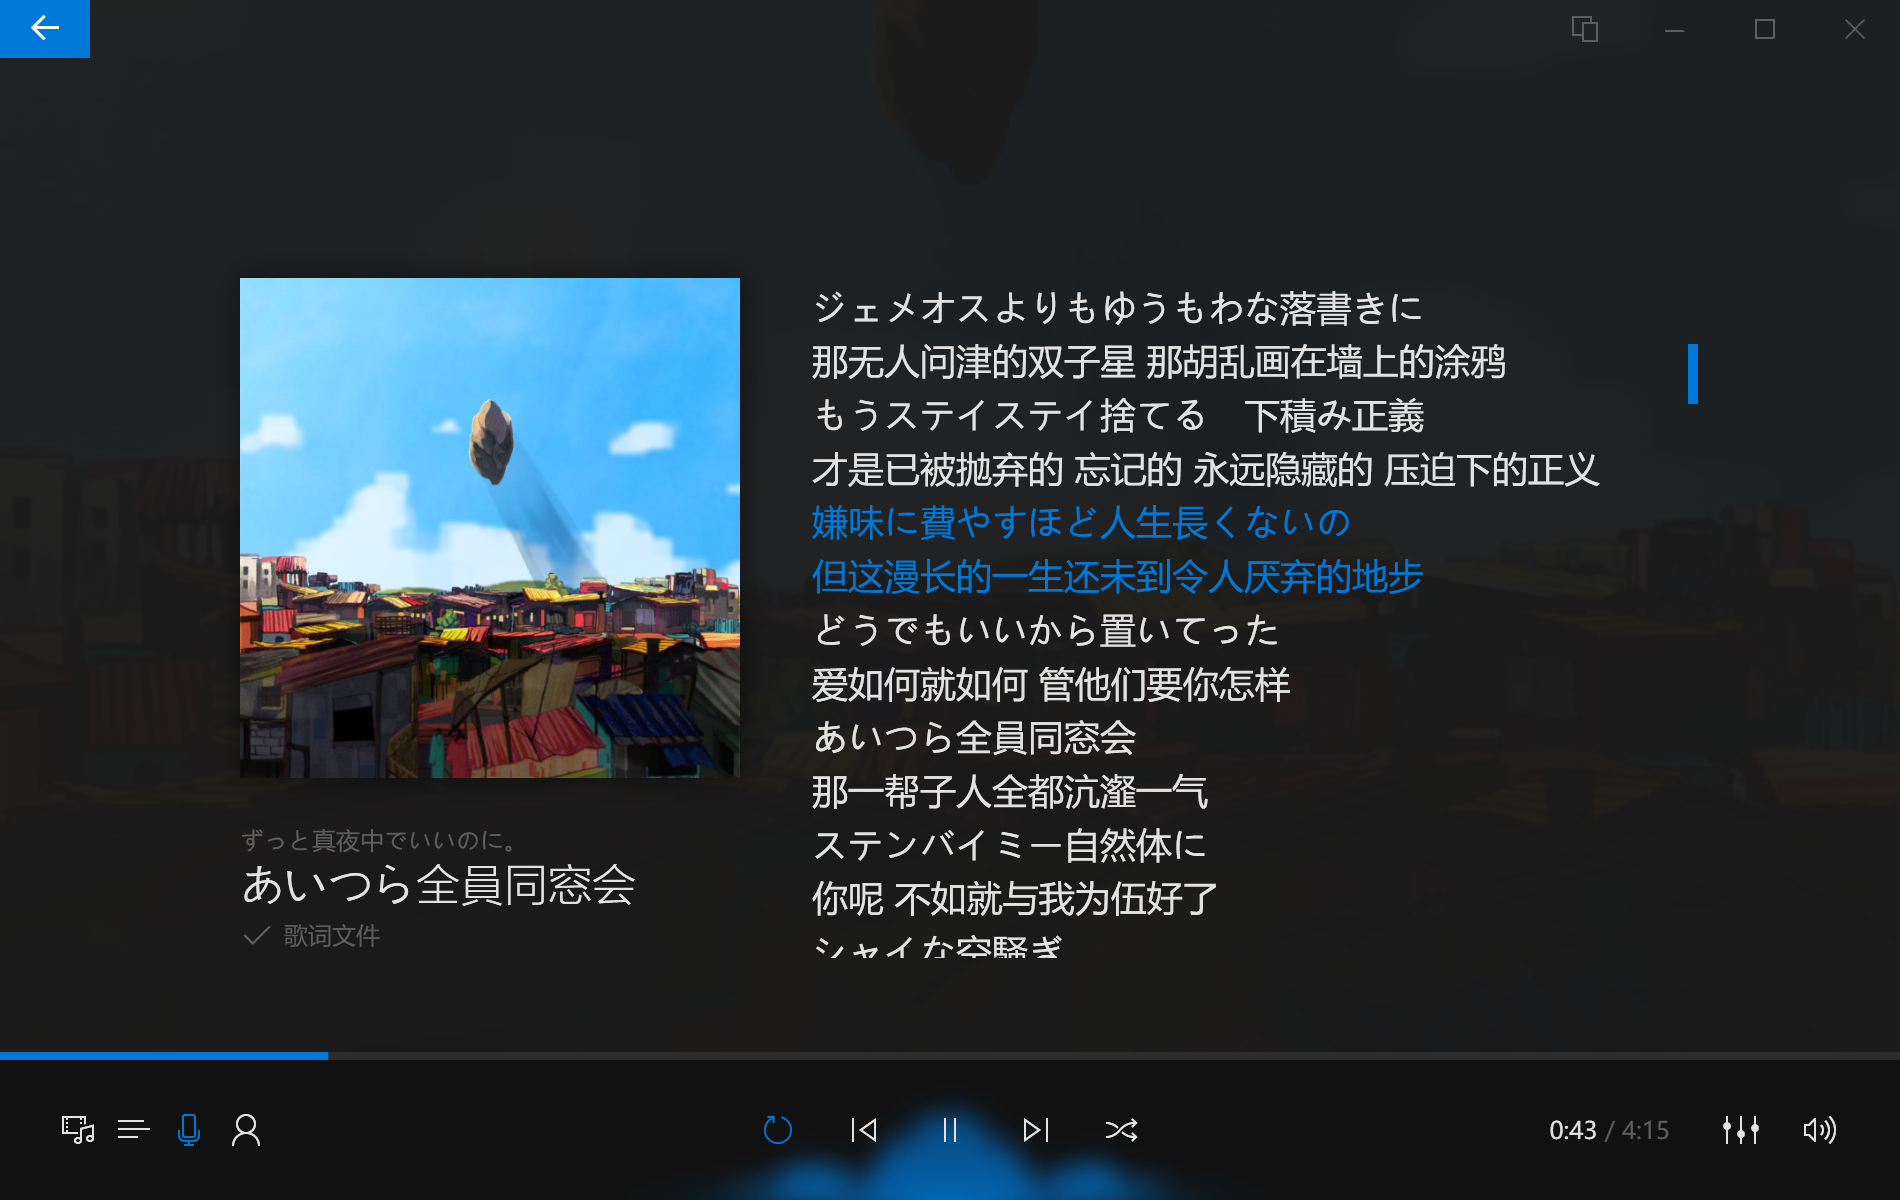 ジェメオスよりもゆうもわな落書きに
那无人问津的双子星 那胡乱画在墙上的涂鸦
もうステイステイ捨てる　下積み正義
才是已被抛弃的 忘记的 永远隐藏的 压迫下的正义
嫌味に費やすほど人生長くないの
但这漫长的一生还未到令人厌弃的地步
どうでもいいから置いてった
爱如何就如何 管他们要你怎样
あいつら全員同窓会
那一帮子人全都沆瀣一气
ステンバイミー自然体に
你呢 不如就与我为伍好了
シャイな空騒ぎ
ずっと真夜中でいいのに。
あいつら全員同窓会
歌词文件
0:43 / 4:15